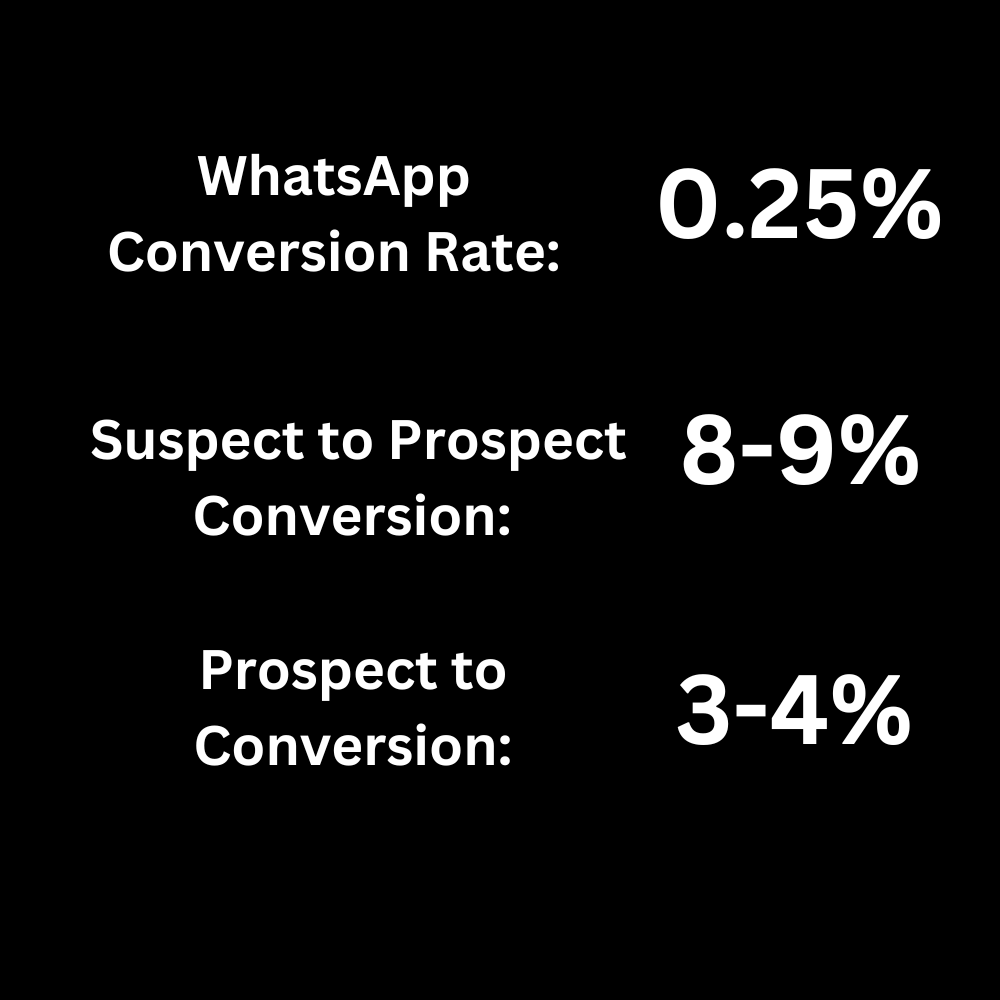 WhatsApp
Conversion Rate:
0.25%
Suspect to Prospect
Conversion:
8-9%
Prospect to
Conversion:
3-4%